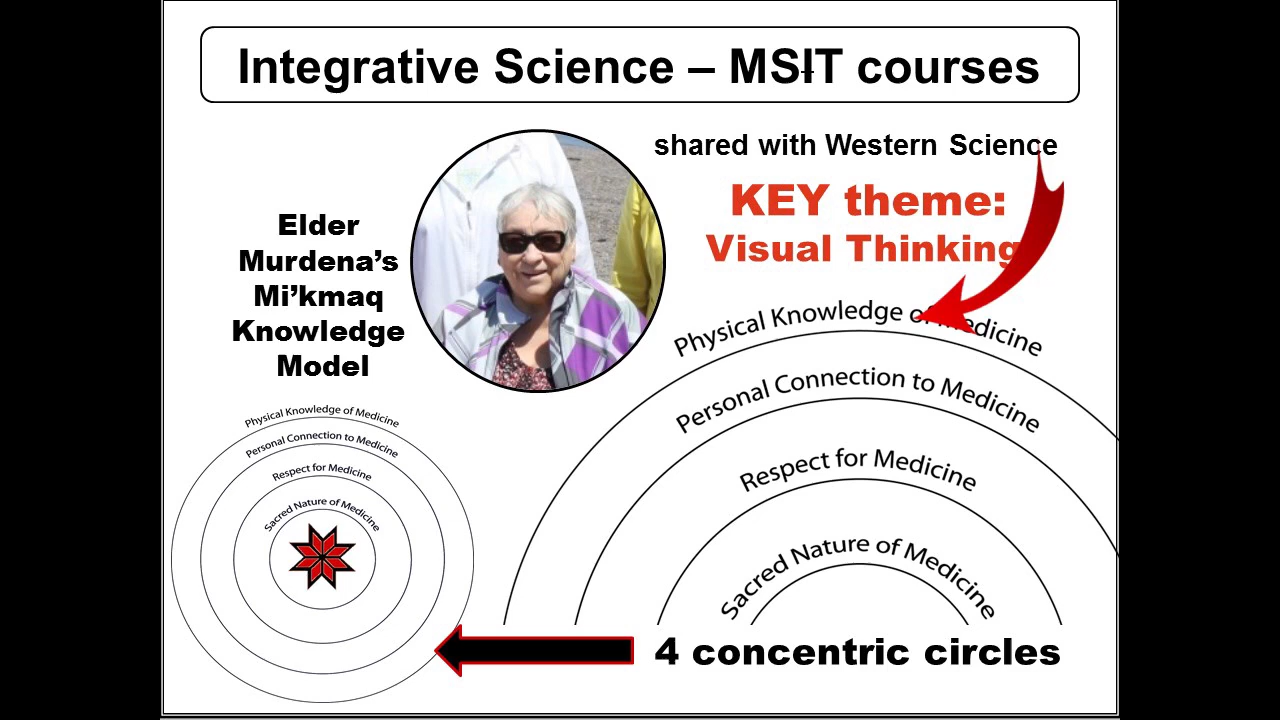 Integrative Science – MSɨT courses
shared with Western Science
KEY theme:
Visual Thinking
Elder
Murdena’s
Mi’kmaq
Knowledge
Model
Physical Knowledge of Medicine
Personal Connection to Medicine
Respect for Medicine
Sacred Nature of Medicine
Physical Knowledge of Medicine
Personal Connection to Medicine
Respect for Medicine
Sacred Nature of Medicine
4 concentric circles